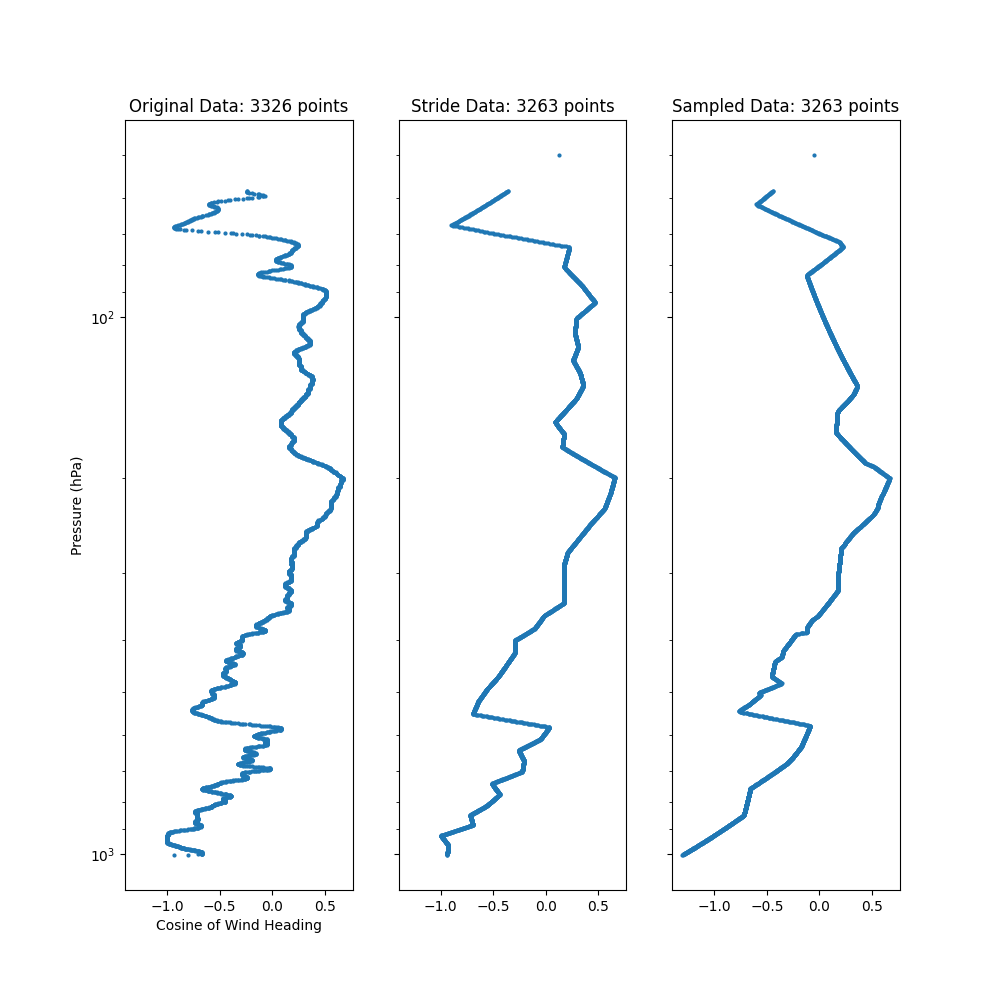 Original Data: 3326 points
Stride Data: 3263 points
Sampled Data: 3263 points
Pressure (hPa)
10²
10³
−1.0 −0.5 0.0 0.5
−1.0 −0.5 0.0 0.5
−1.0 −0.5 0.0 0.5
Cosine of Wind Heading